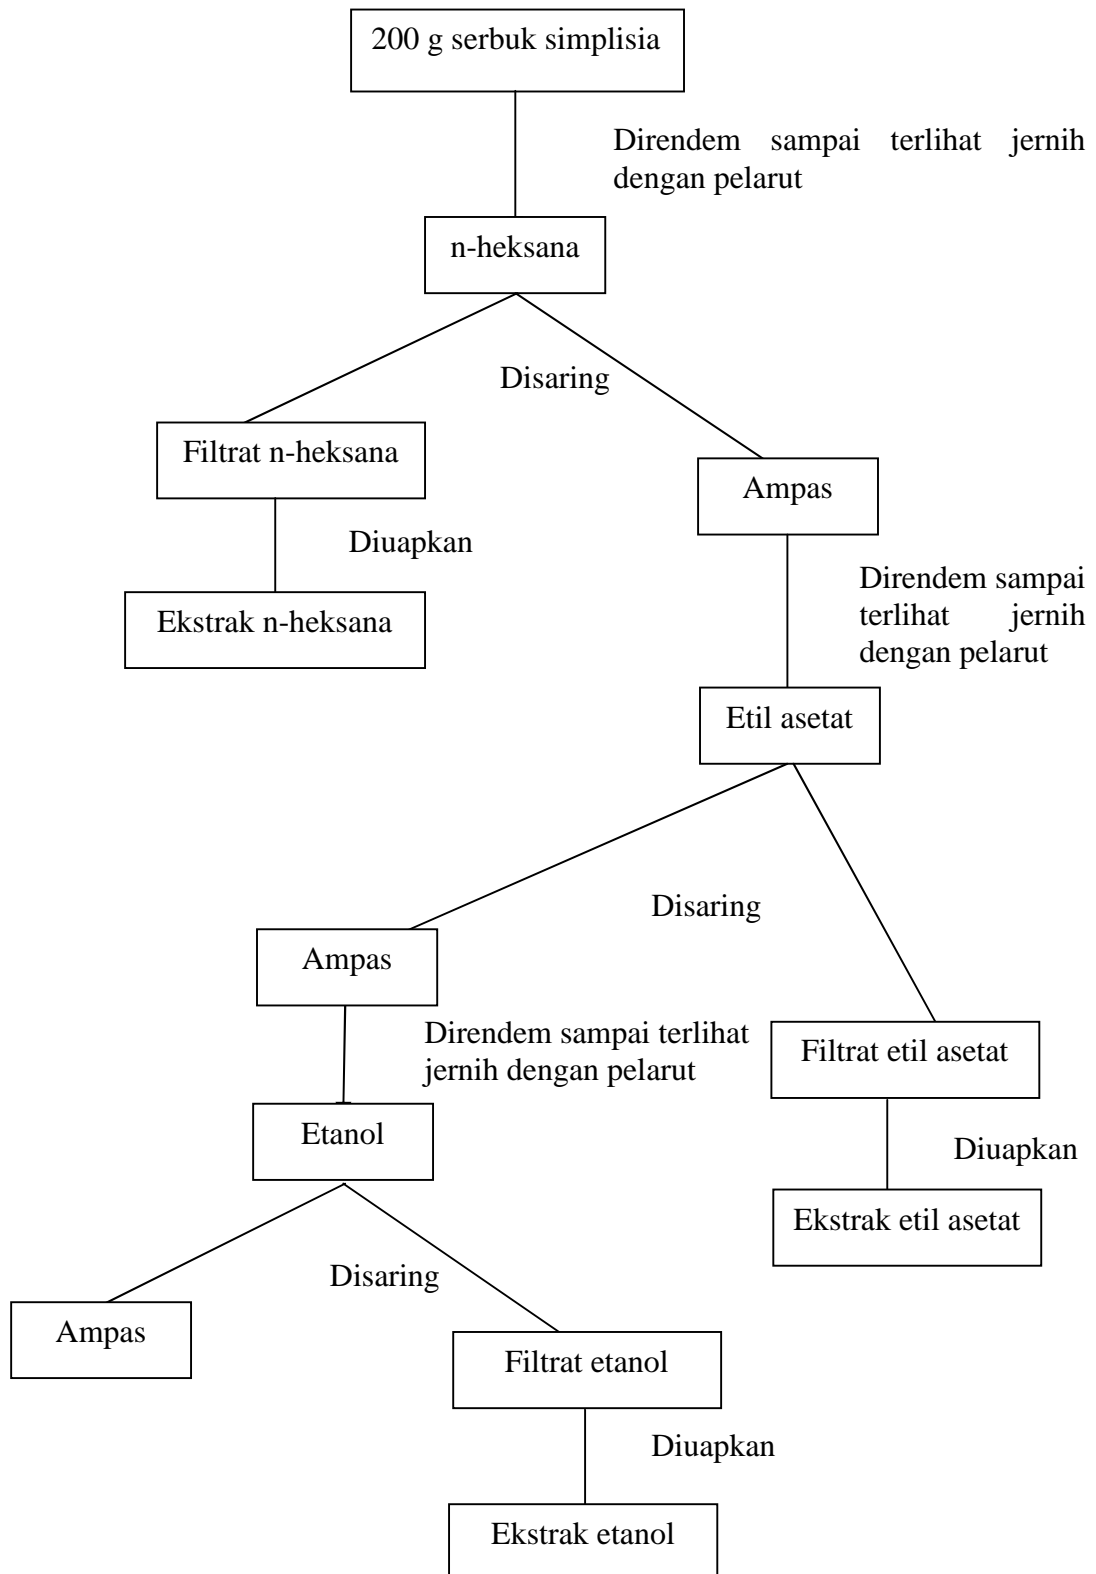 200 g serbuk simplisia
Direndem sampai terlihat jernih
dengan pelarut
n-heksana
Disaring
Filtrat n-heksana
Ampas
Diuapkan
Direndem sampai
terlihat jernih
dengan pelarut
Ekstrak n-heksana
Etil asetat
Disaring
Ampas
Direndem sampai terlihat
jernih dengan pelarut
Filtrat etil asetat
Etanol
Diuapkan
Ekstrak etil asetat
Disaring
Ampas
Filtrat etanol
Diuapkan
Ekstrak etanol